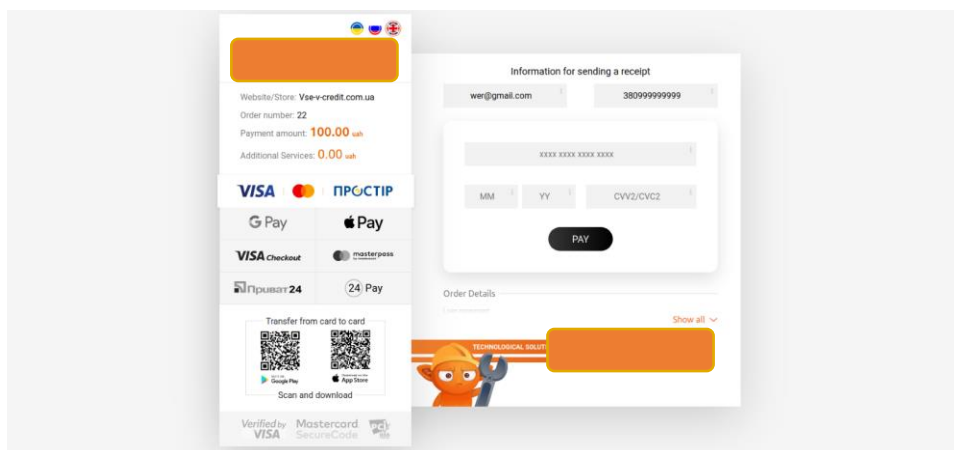 Website/Store: Vse-v-credit.com.ua
Order number: 22
Payment amount: 100.00 uah
Additional Services: 0.00 uah
VISA
ПРОСТІР
G Pay
Pay
VISA Checkout
masterpass
Приват24
24 Pay
Transfer from card to card
Google Play
App Store
Scan and download
Verified by VISA
Mastercard SecureCode
Information for sending a receipt
wer@gmail.com
380999999999
xxxx xxxx xxxx xxxx
MM
YY
CVV2/CVC2
PAY
Order Details
Show all
TECHNOLOGICAL